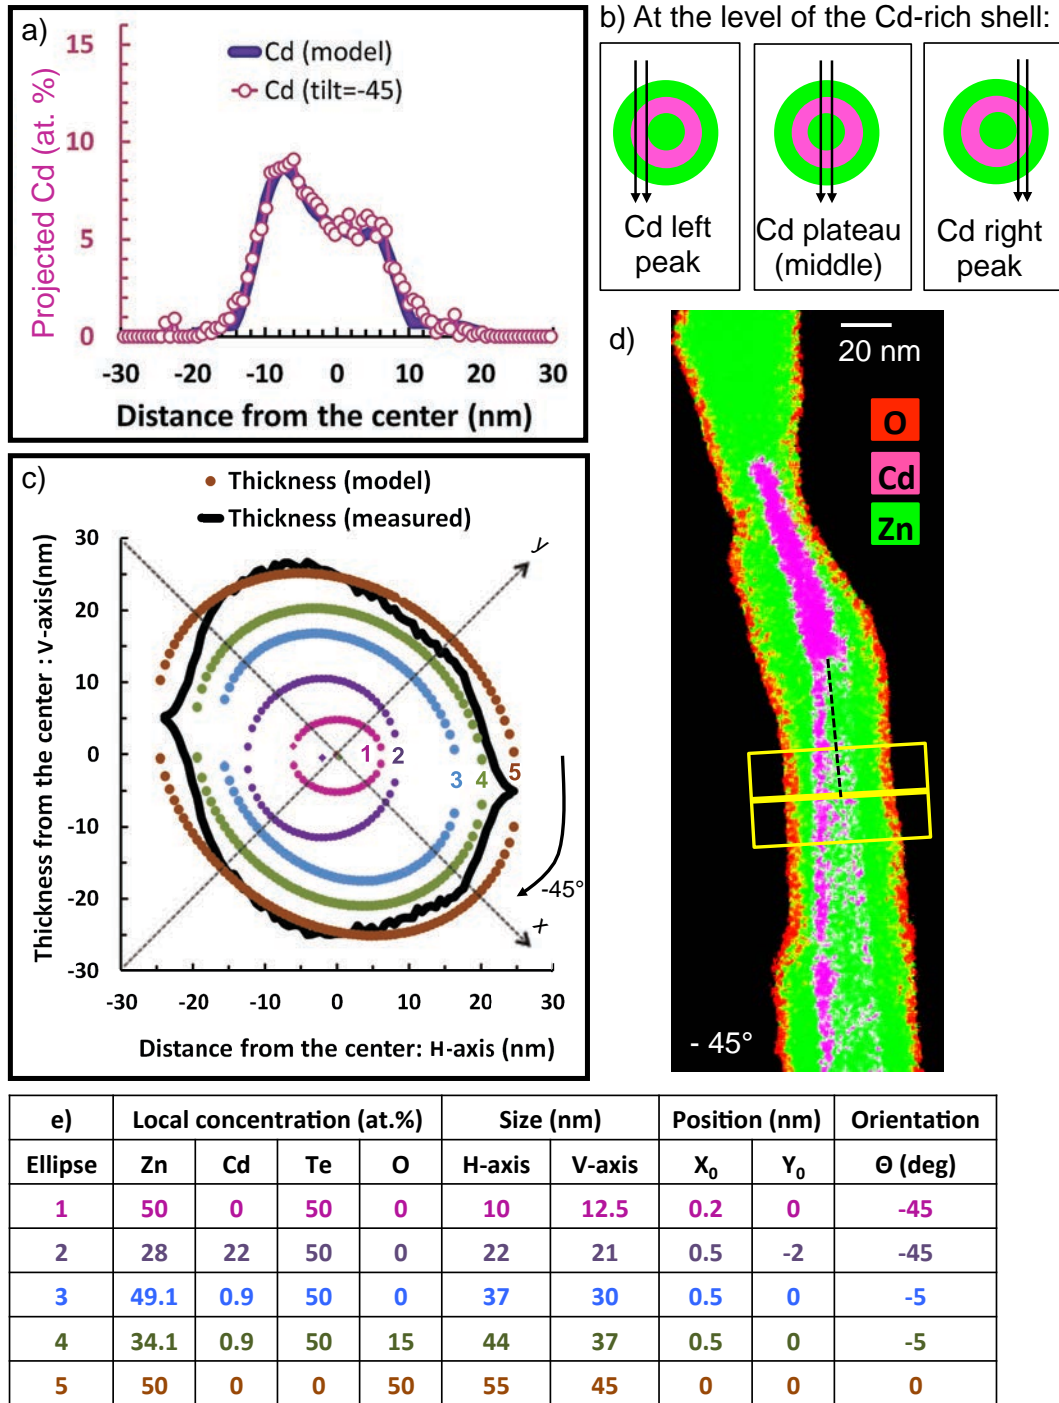 a)
15
10
5
0
Projected Cd (at. %)
Cd (model)
Cd (tilt=-45)
-30 -20 -10 0 10 20 30
Distance from the center (nm)
b) At the level of the Cd-rich shell:
Cd left
peak
Cd plateau
(middle)
Cd right
peak
c)
Thickness (model)
Thickness (measured)
30
20
10
0
-10
-20
-30
Thickness from the center : V-axis(nm)
y
1 2 3 4 5
-45°
x
-30 -20 -10 0 10 20 30
Distance from the center: H-axis (nm)
d)
20 nm
O
Cd
Zn
- 45°
e) Local concentration (at.%) Size (nm) Position (nm) Orientation
Ellipse Zn Cd Te O H-axis V-axis X0 Y0 Θ (deg)
1 50 0 50 0 10 12.5 0.2 0 -45
2 28 22 50 0 22 21 0.5 -2 -45
3 49.1 0.9 50 0 37 30 0.5 0 -5
4 34.1 0.9 50 15 44 37 0.5 0 -5
5 50 0 0 50 55 45 0 0 0